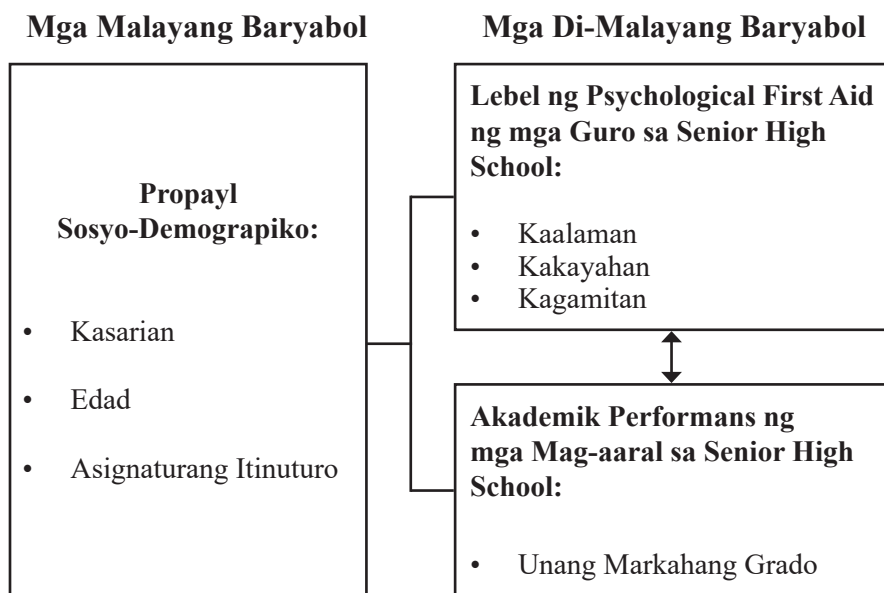 Mga Malayang Baryabol
Propayl
Sosyo-Demograpiko:
• Kasarian
• Edad
• Asignaturang Itinuturo
Mga Di-Malayang Baryabol
Lebel ng Psychological First Aid
ng mga Guro sa Senior High
School:
• Kaalaman
• Kakayahan
• Kagamitan
Akademik Performans ng
mga Mag-aaral sa Senior High
School:
• Unang Markahang Grado